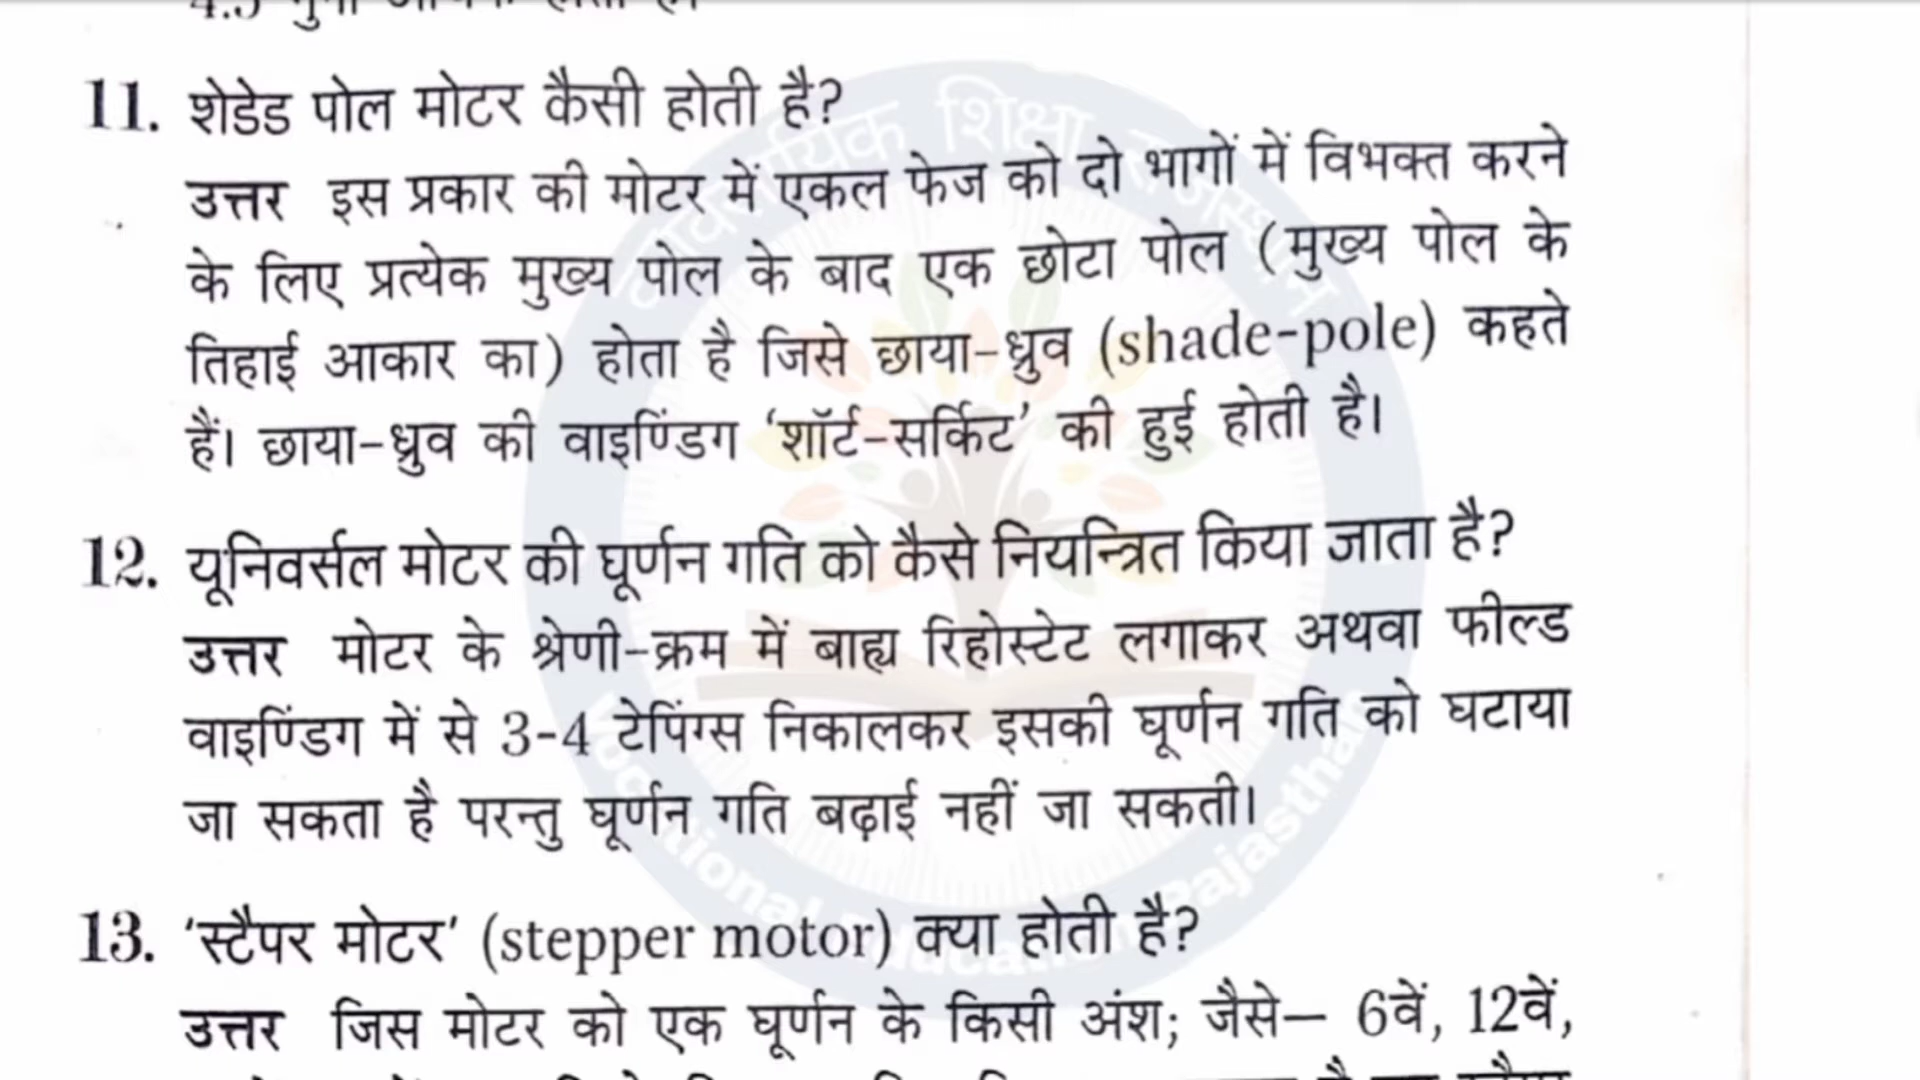 11. शेडेड पोल मोटर कैसी होती है?
उत्तर इस प्रकार की मोटर में एकल फेज को दो भागों में विभक्त करने
के लिए प्रत्येक मुख्य पोल के बाद एक छोटा पोल (मुख्य पोल के
तिहाई आकार का) होता है जिसे छाया-ध्रुव (shade-pole) कहते
हैं। छाया-ध्रुव की वाइण्डिंग ‘शॉर्ट-सर्किट’ की हुई होती है।
12. यूनिवर्सल मोटर की घूर्णन गति को कैसे नियन्त्रित किया जाता है?
उत्तर मोटर के श्रेणी-क्रम में बाह्य रिहोस्टेट लगाकर अथवा फील्ड
वाइण्डिंग में से 3-4 टेपिंग्स निकालकर इसकी घूर्णन गति को घटाया
जा सकता है परन्तु घूर्णन गति बढ़ाई नहीं जा सकती।
13. ‘स्टैपर मोटर’ (stepper motor) क्या होती है?
उत्तर जिस मोटर को एक घूर्णन के किसी अंश; जैसे– 6वें, 12वें,